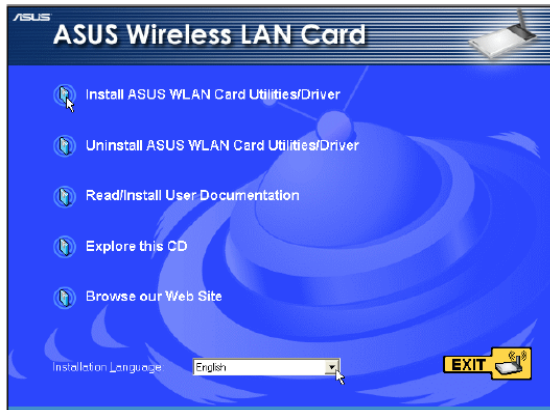 ASUS
ASUS Wireless LAN Card
Install ASUS WLAN Card Utilities/Driver
Uninstall ASUS WLAN Card Utilities/Driver
Read/Install User Documentation
Explore this CD
Browse our Web Site
Installation Language:
English
EXIT